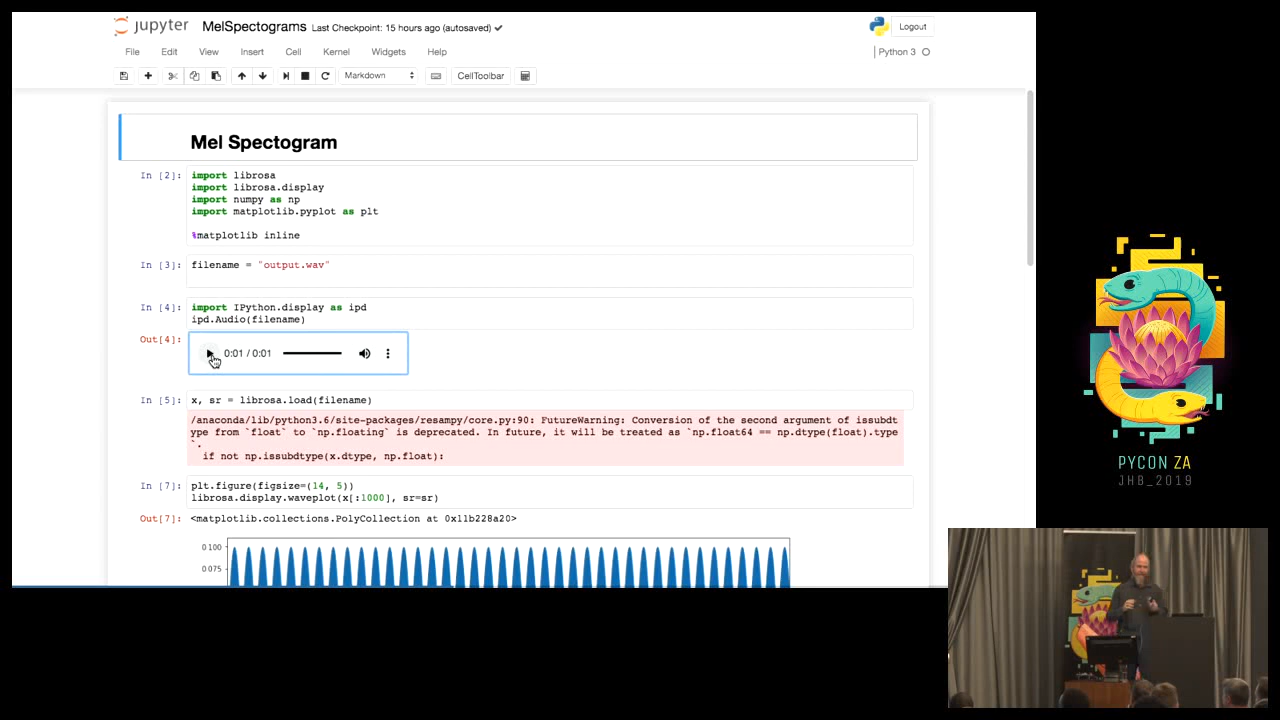 jupyter MelSpectograms Last Checkpoint: 15 hours ago (autosaved)
Logout
File Edit View Insert Cell Kernel Widgets Help
Python 3
Markdown
CellToolbar
Mel Spectogram
In [2]: import librosa
import librosa.display
import numpy as np
import matplotlib.pyplot as plt
%matplotlib inline
In [3]: filename = "output.wav"
In [4]: import IPython.display as ipd
ipd.Audio(filename)
Out[4]:
0:01 / 0:01
In [5]: x, sr = librosa.load(filename)
/anaconda/lib/python3.6/site-packages/resampy/core.py:90: FutureWarning: Conversion of the second argument of issubdt
ype from `float` to `np.floating` is deprecated. In future, it will be treated as `np.float64 == np.dtype(float).type
`.
if not np.issubdtype(x.dtype, np.float):
In [7]: plt.figure(figsize=(14, 5))
librosa.display.waveplot(x[:1000], sr=sr)
Out[7]: <matplotlib.collections.PolyCollection at 0x11b228a20>
0.100
0.075
PYCON ZA
JHB_2019